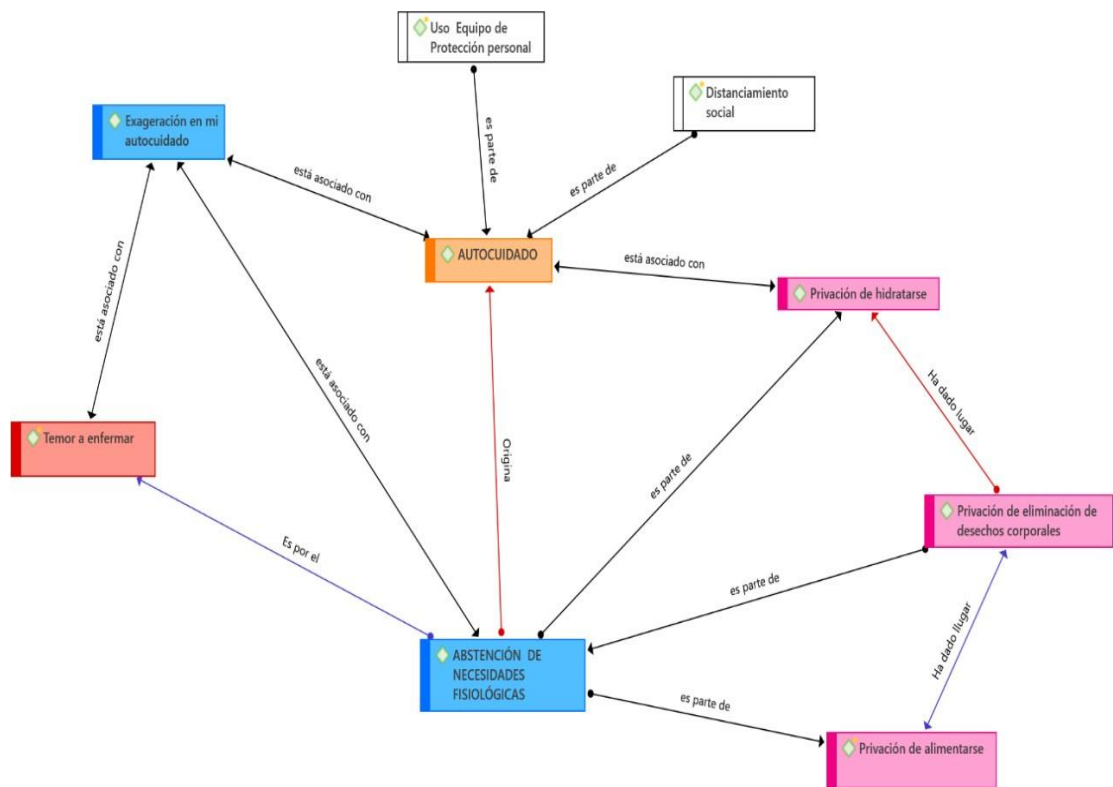 Uso Equipo de
Protección personal
Distanciamiento
social
Exageración en mi
autocuidado
es parte de
es parte de
está asociado con
AUTOCUIDADO
está asociado con
Privación de hidratarse
está asociado con
está asociado con
Ha dado lugar
Temor a enfermar
Origina
es parte de
Privación de eliminación de
desechos corporales
Es por el
es parte de
Ha dado llugar
ABSTENCIÓN DE
NECESIDADES
FISIOLÓGICAS
es parte de
Privación de alimentarse